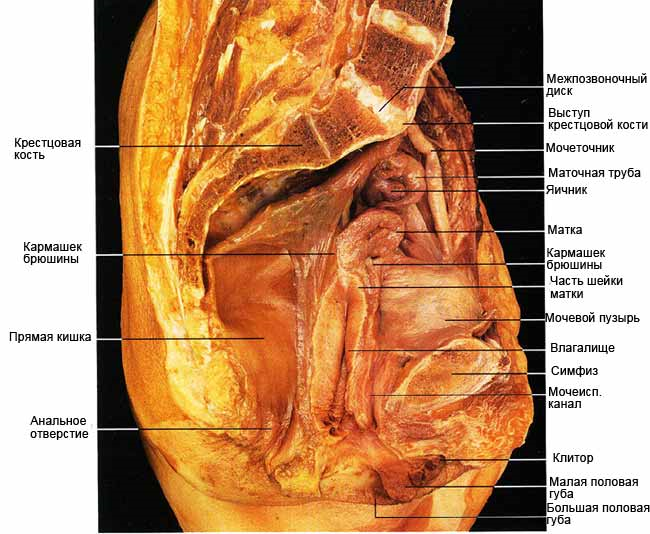 Крестцовая
кость
Кармашек
брюшины
Прямая кишка
Анальное
отверстие
Межпозвоночный
диск
Выступ
крестцовой кости
Мочеточник
Маточная труба
Яичник
Матка
Кармашек
брюшины
Часть шейки
матки
Мочевой пузырь
Влагалище
Симфиз
Мочеисп.
канал
Клитор
Малая половая
губа
Большая половая
губа